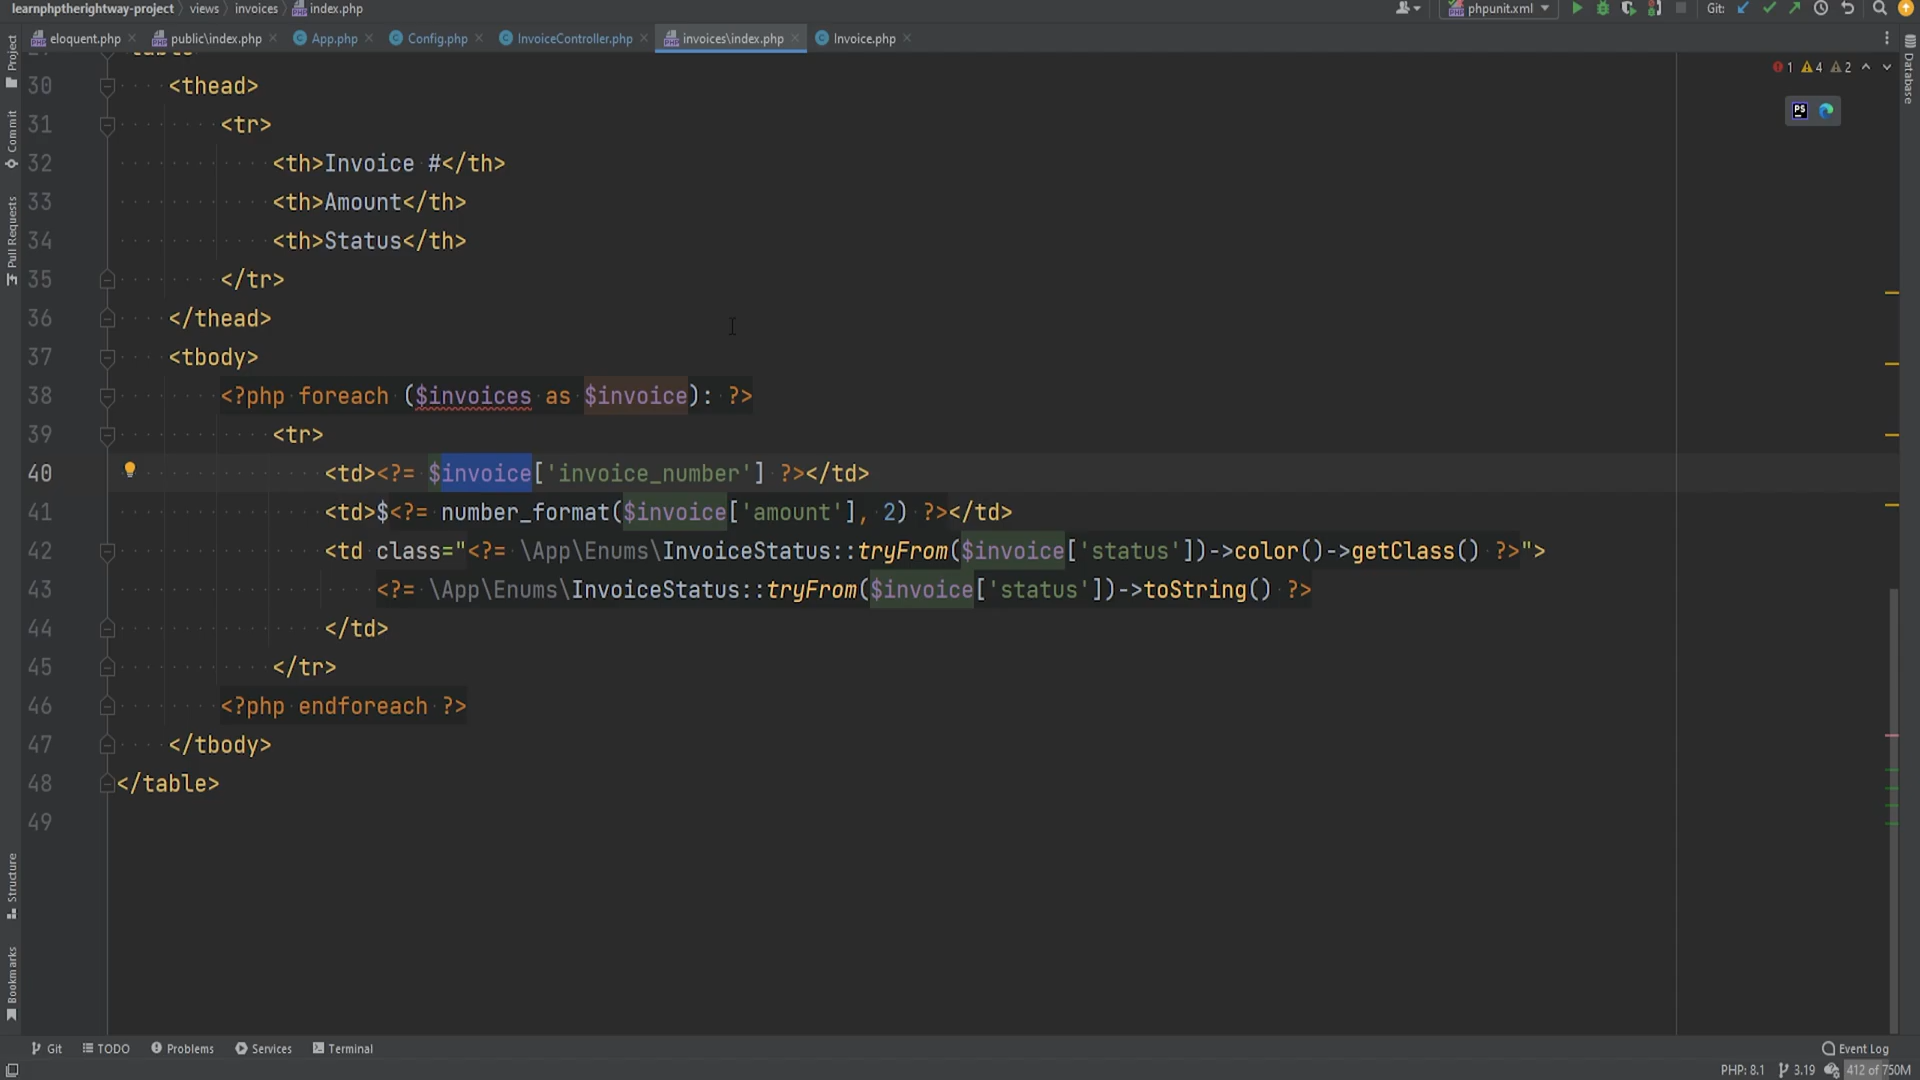 learnphptherightway-project › views › invoices › index.php
phpunit.xml
Git:
eloquent.php
public\index.php
App.php
Config.php
InvoiceController.php
invoices\index.php
Invoice.php
1 4 2
PS
30 <thead>
31 <tr>
32 <th>Invoice #</th>
33 <th>Amount</th>
34 <th>Status</th>
35 </tr>
36 </thead>
37 <tbody>
38 <?php foreach ($invoices as $invoice): ?>
39 <tr>
40 <td><?= $invoice['invoice_number'] ?></td>
41 <td>$<?= number_format($invoice['amount'], 2) ?></td>
42 <td class="<?= \App\Enums\InvoiceStatus::tryFrom($invoice['status'])->color()->getClass() ?>">
43 <?= \App\Enums\InvoiceStatus::tryFrom($invoice['status'])->toString() ?>
44 </td>
45 </tr>
46 <?php endforeach ?>
47 </tbody>
48 </table>
49
Project
Commit
Pull Requests
Structure
Bookmarks
Database
Git
TODO
Problems
Services
Terminal
Event Log
PHP: 8.1
3.19
412 of 750M